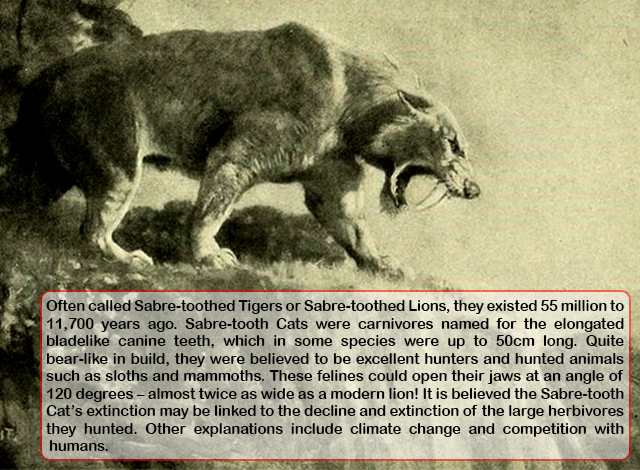 Often called Sabre-toothed Tigers or Sabre-toothed Lions, they existed 55 million to
11,700 years ago. Sabre-tooth Cats were carnivores named for the elongated
bladelike canine teeth, which in some species were up to 50cm long. Quite
bear-like in build, they were believed to be excellent hunters and hunted animals
such as sloths and mammoths. These felines could open their jaws at an angle of
120 degrees – almost twice as wide as a modern lion! It is believed the Sabre-tooth
Cat's extinction may be linked to the decline and extinction of the large herbivores
they hunted. Other explanations include climate change and competition with
humans.